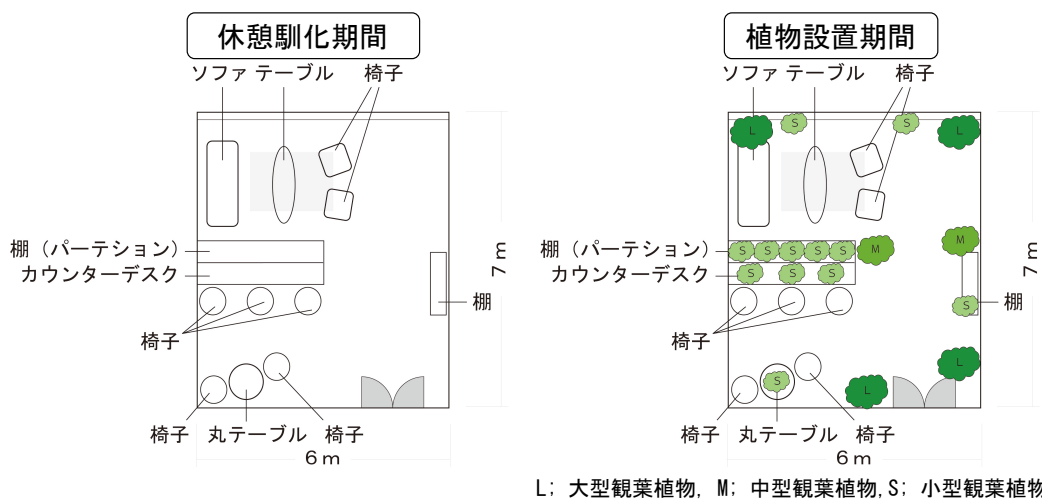 休憩馴化期間
ソファ テーブル 椅子
棚（パーテション）
カウンターデスク
椅子
棚
椅子 丸テーブル 椅子
6m
7m
植物設置期間
ソファ テーブル 椅子
L S S L
棚（パーテション） S S S S S M M
カウンターデスク S S S
椅子
S 棚
L
S L
椅子 丸テーブル 椅子
6m
7m
L; 大型観葉植物, M; 中型観葉植物, S; 小型観葉植物